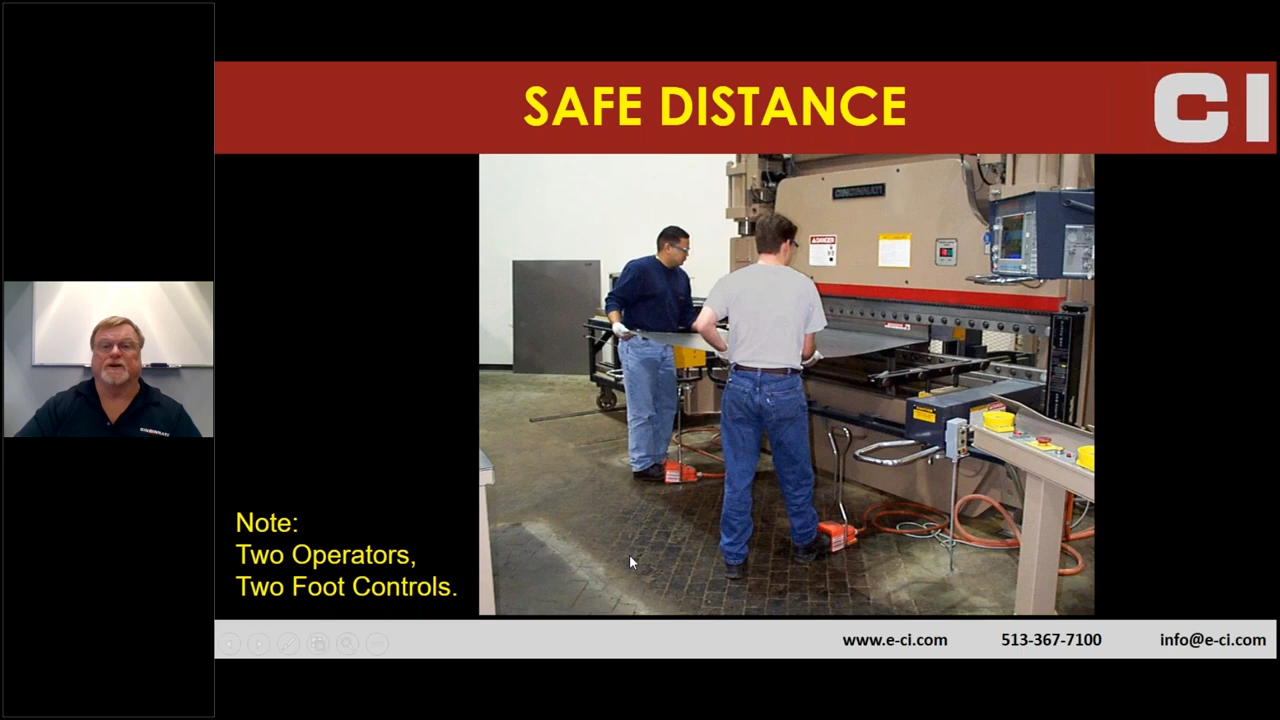 SAFE DISTANCE
CI
CINCINNATI
DANGER
CINCINNATI
Note:
Two Operators,
Two Foot Controls.
www.e-ci.com 513-367-7100 info@e-ci.com